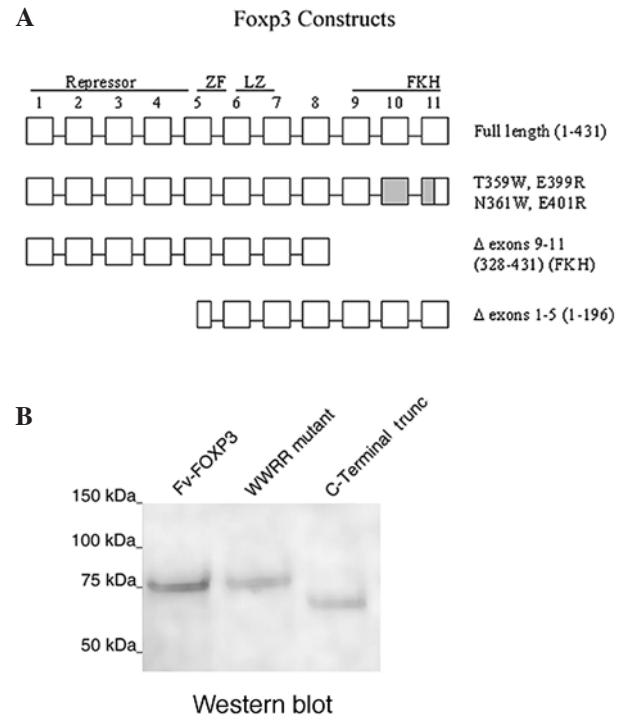 A
Foxp3 Constructs
Repressor ZF LZ FKH
1 2 3 4 5 6 7 8 9 10 11
Full length (1-431)
T359W, E399R
N361W, E401R
Δ exons 9-11
(328-431) (FKH)
Δ exons 1-5 (1-196)
B
Fv-FOXP3 WWRR mutant C-Terminal trunc
150 kDa
100 kDa
75 kDa
50 kDa
Western blot